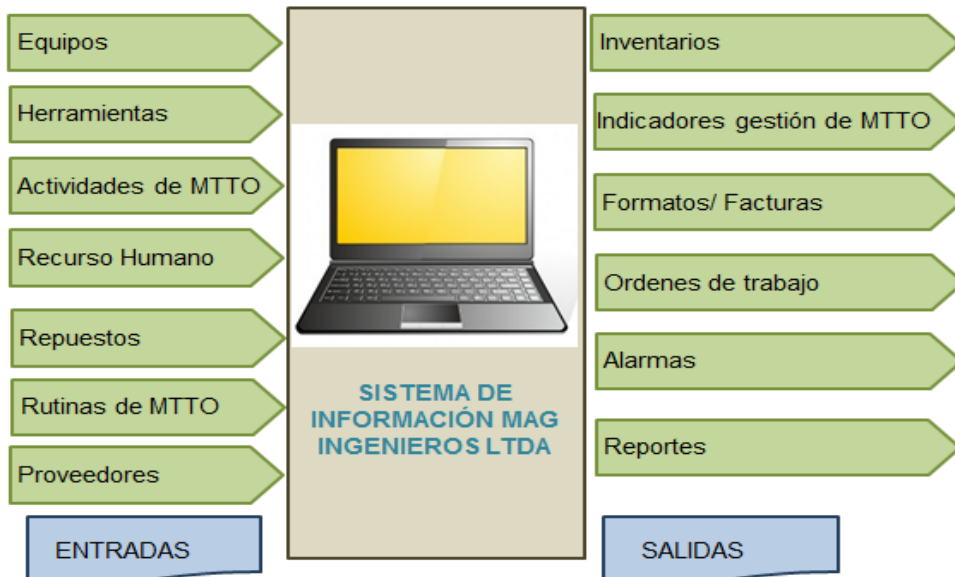 Equipos
Herramientas
Actividades de MTTO
Recurso Humano
Repuestos
Rutinas de MTTO
Proveedores
ENTRADAS
SISTEMA DE
INFORMACIÓN MAG
INGENIEROS LTDA
Inventarios
Indicadores gestión de MTTO
Formatos/ Facturas
Ordenes de trabajo
Alarmas
Reportes
SALIDAS